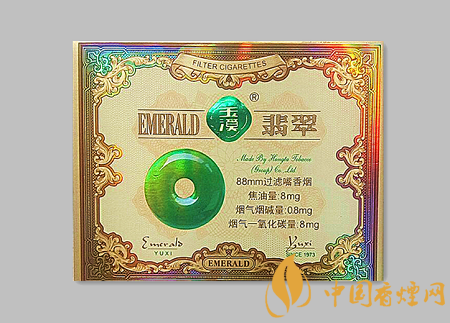 FILTER CIGARETTES
EMERALD 玉溪 ® 翡翠
Made By Hongta Tobacco
(Group) Co., Ltd
88mm过滤嘴香烟
焦油量:8mg
烟气烟碱量:0.8mg
烟气一氧化碳量:8mg
Emerald Yuxi
YUXI SINCE 1973
EMERALD
中国香烟网